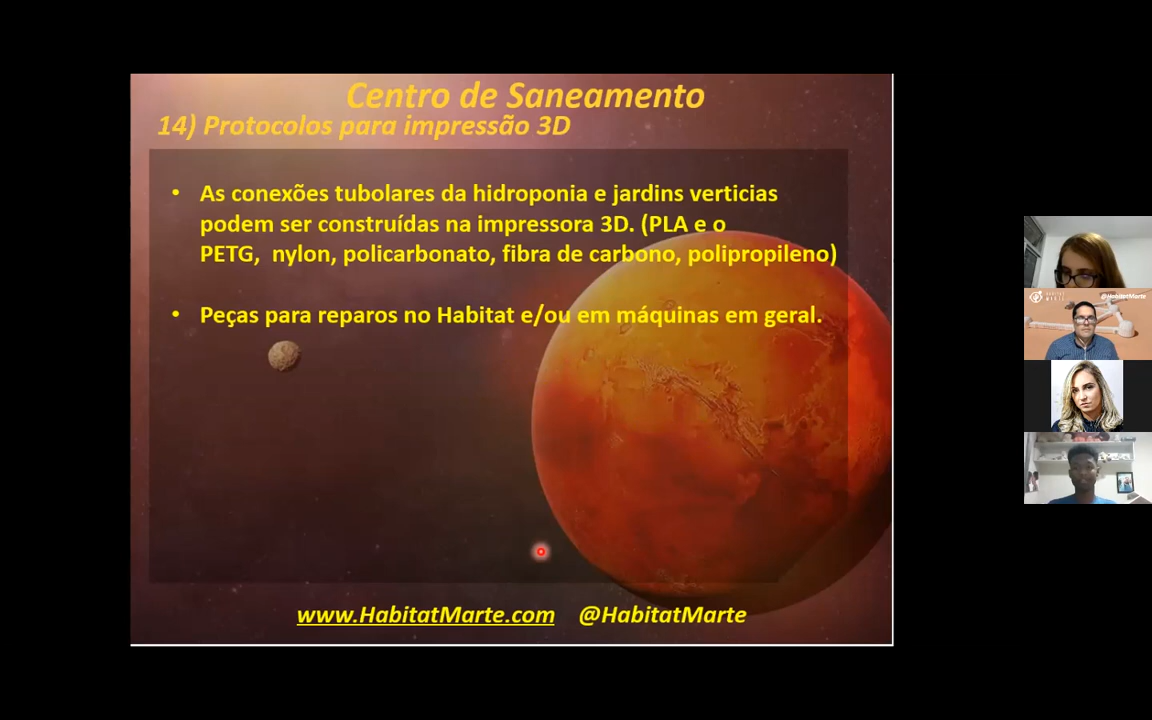 Centro de Saneamento
14) Protocolos para impressão 3D
• As conexões tubolares da hidroponia e jardins verticias
podem ser construídas na impressora 3D. (PLA e o
PETG, nylon, policarbonato, fibra de carbono, polipropileno)
• Peças para reparos no Habitat e/ou em máquinas em geral.
www.HabitatMarte.com @HabitatMarte
@HabitatMarte